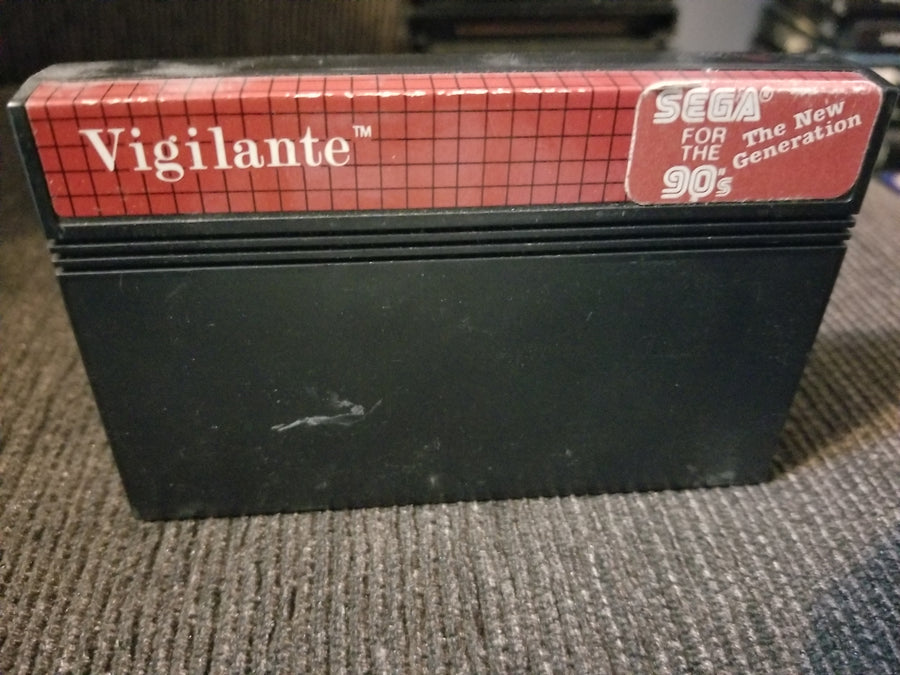 Vigilante™
SEGA®
FOR
THE
90's
The New
Generation